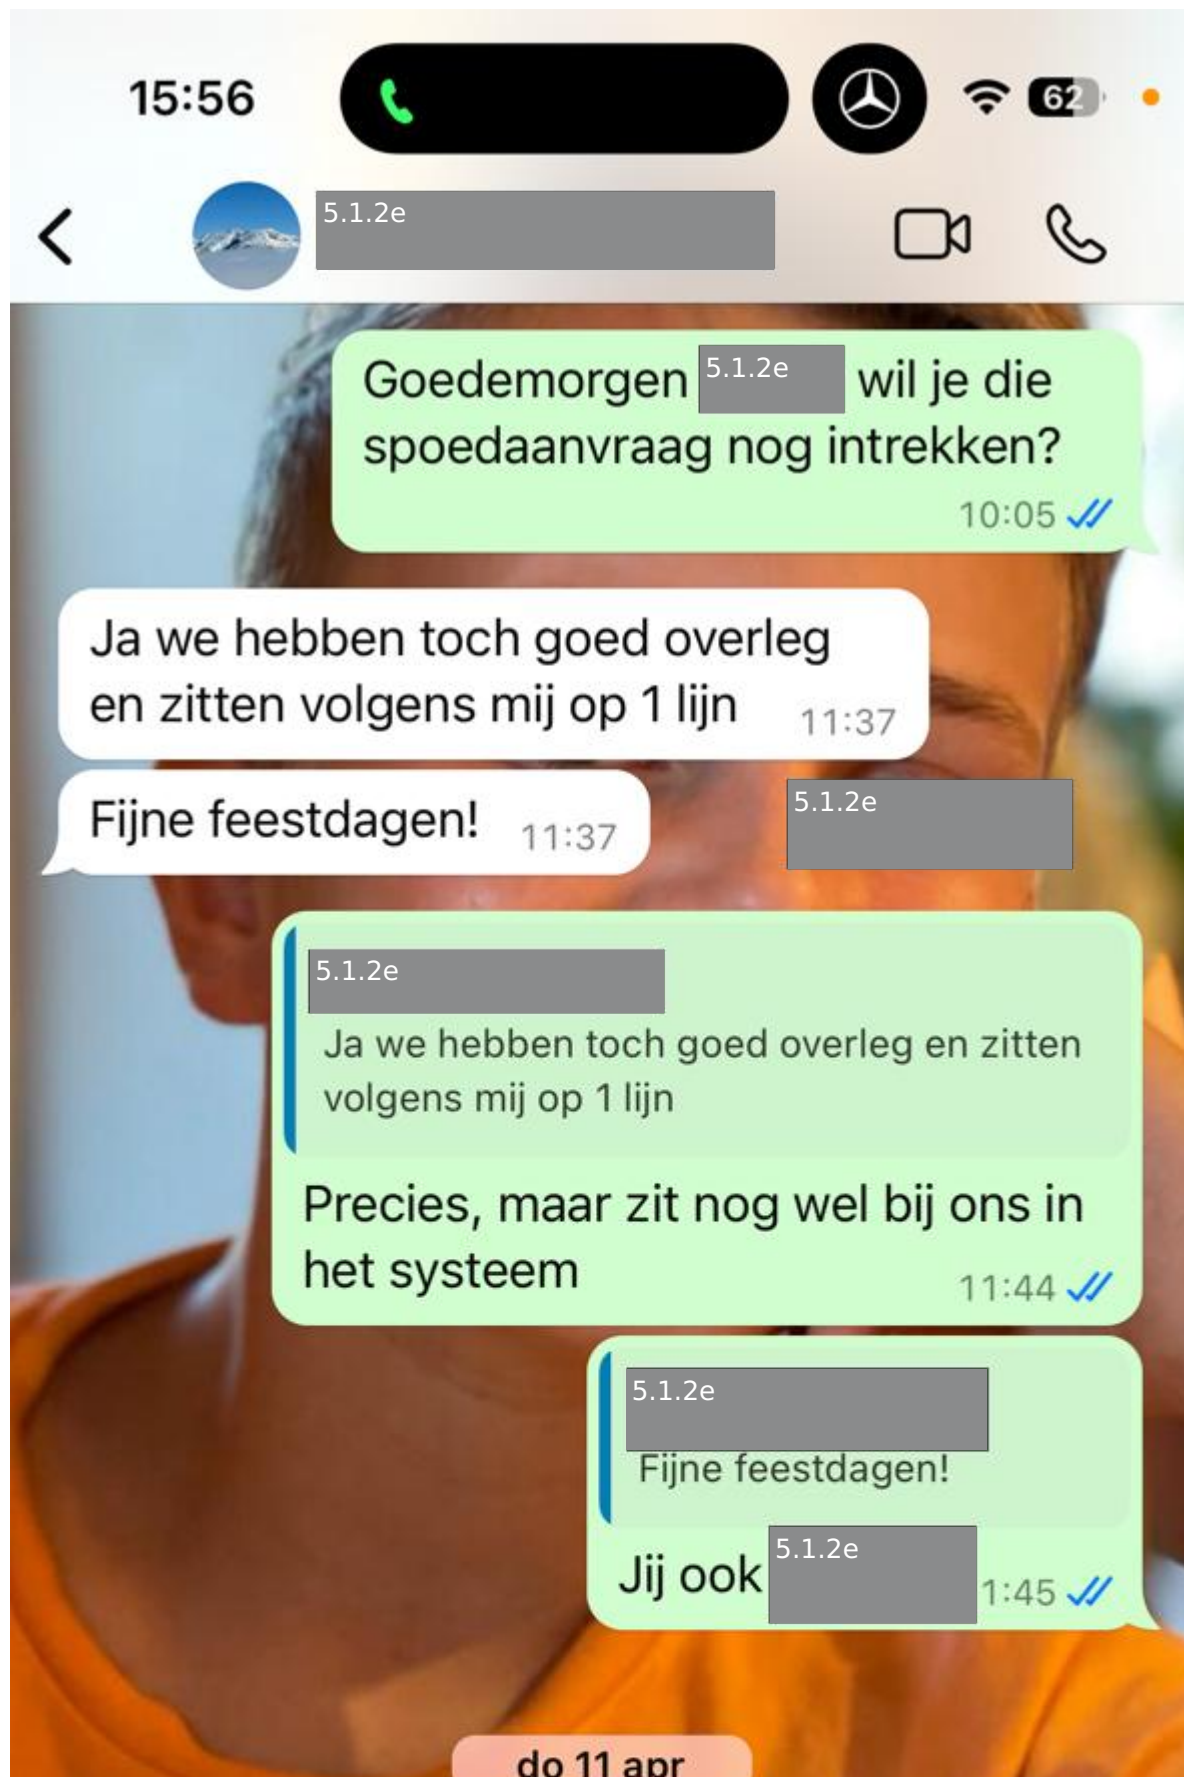 15:56
62
5.1.2e
Goedemorgen 5.1.2e wil je die
spoedaanvraag nog intrekken?
10:05
Ja we hebben toch goed overleg
en zitten volgens mij op 1 lijn 11:37
Fijne feestdagen! 11:37
5.1.2e
5.1.2e
Ja we hebben toch goed overleg en zitten
volgens mij op 1 lijn
Precies, maar zit nog wel bij ons in
het systeem 11:44
5.1.2e
Fijne feestdagen!
Jij ook 5.1.2e 1:45
do 11 apr